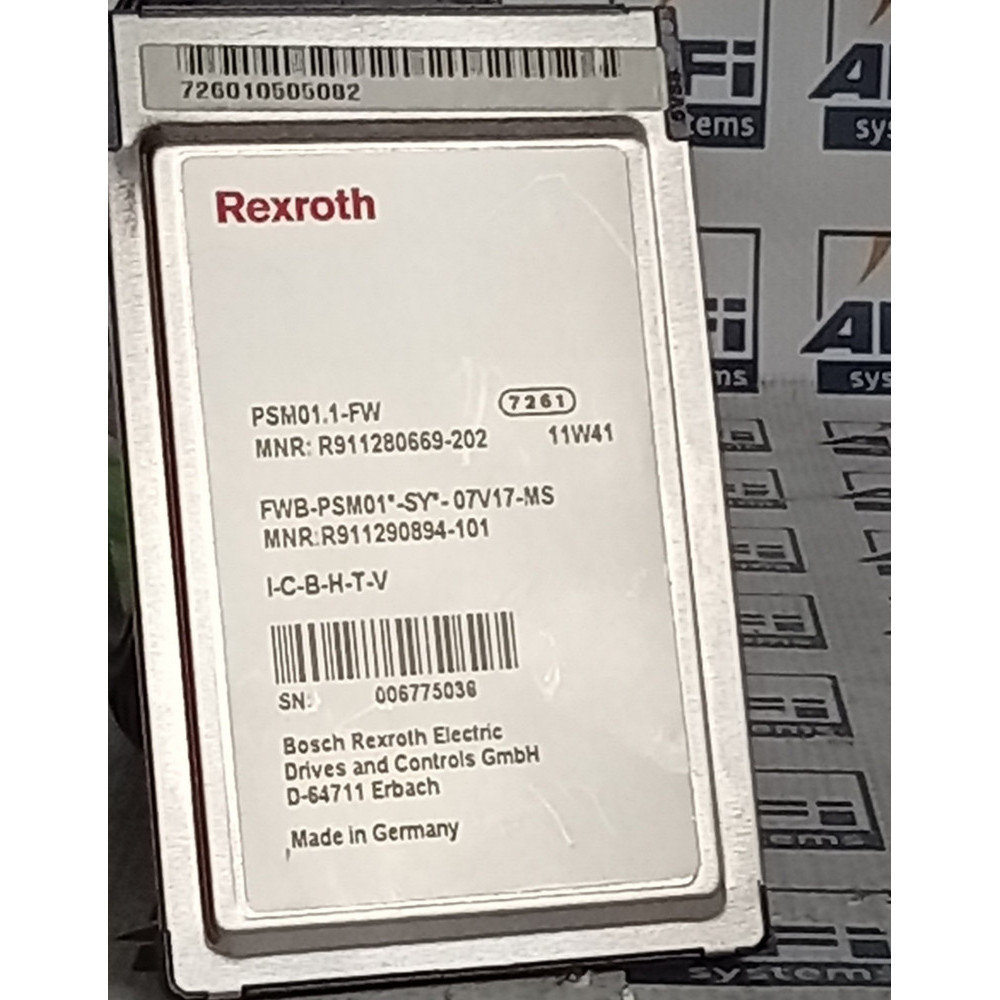 726010505082
Rexroth
PSM01.1-FW
7261
MNR: R911280669-202
11W41
FWB-PSM01*-SY*-07V17-MS
MNR:R911290894-101
I-C-B-H-T-V
SN: 006775036
Bosch Rexroth Electric
Drives and Controls GmbH
D-64711 Erbach
Made in Germany
systems